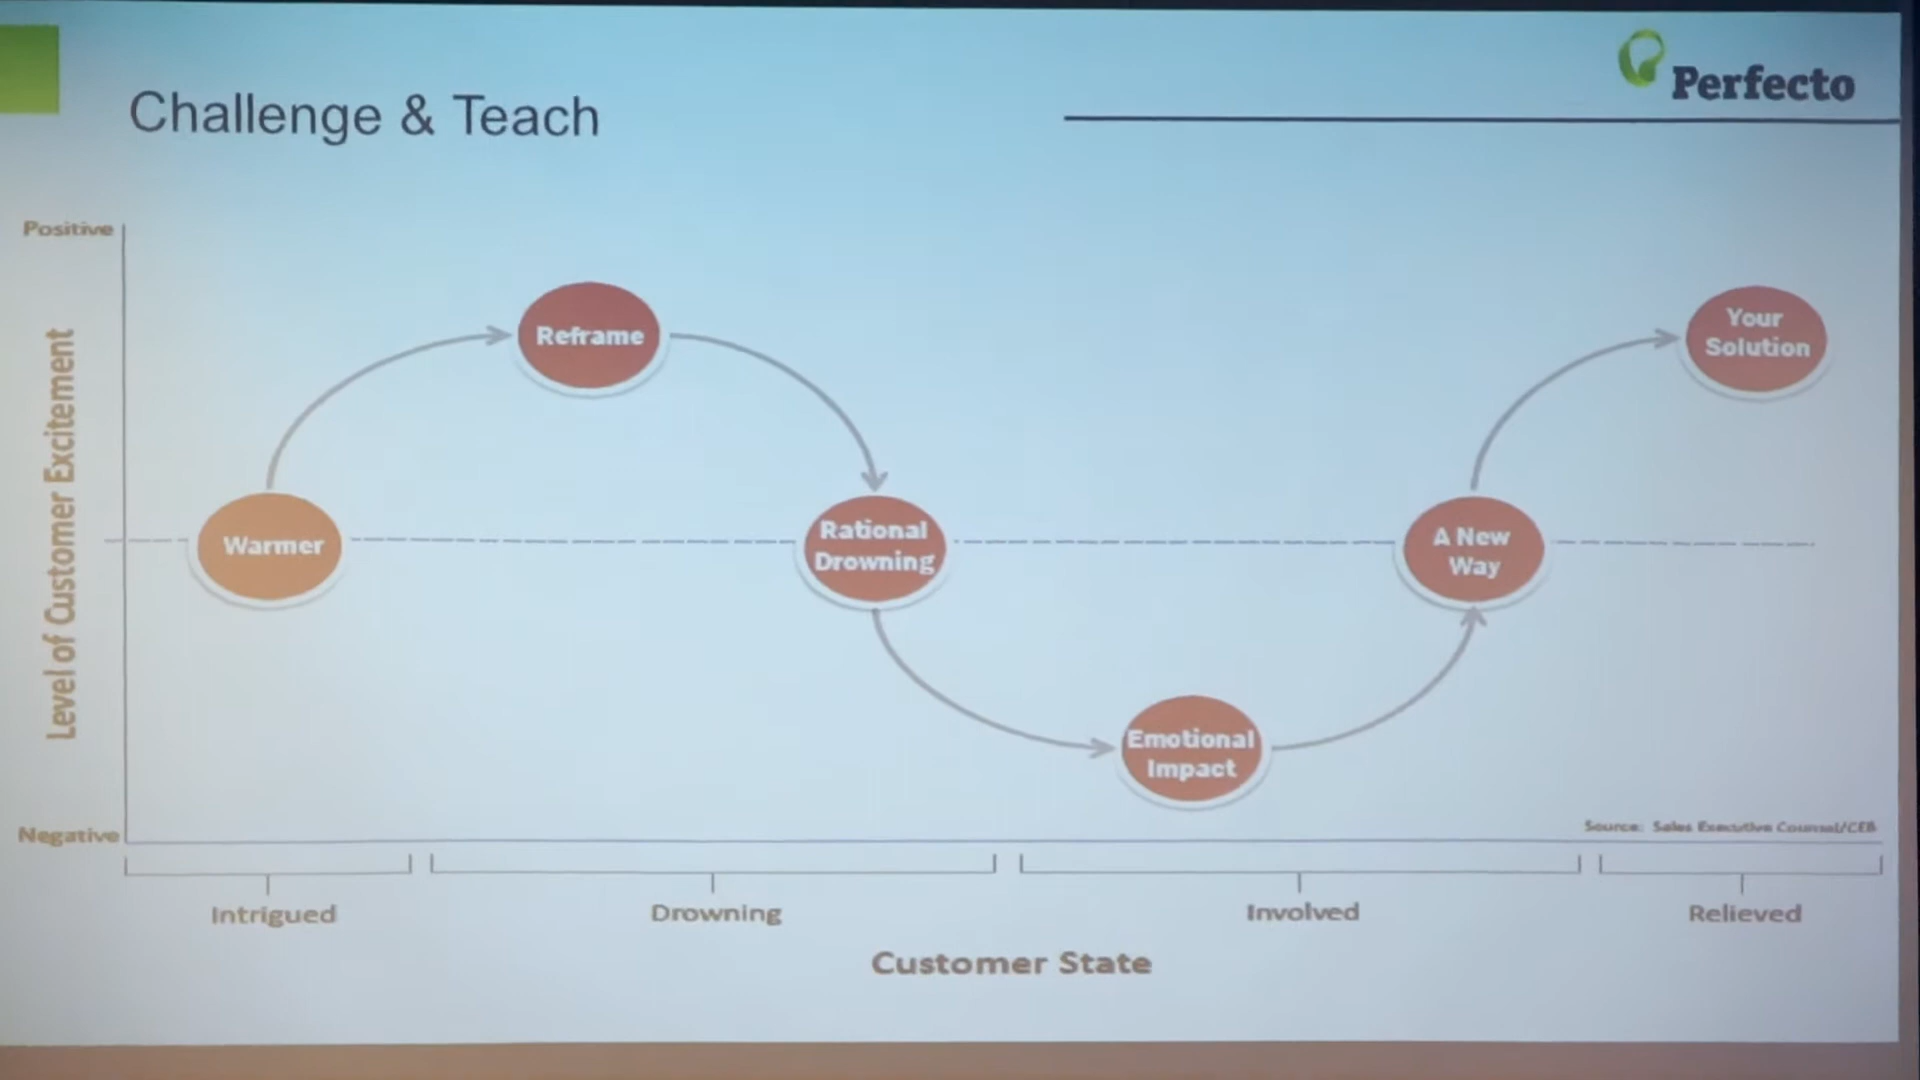 Perfecto
Challenge & Teach
Positive
Level of Customer Excitement
Negative
Warmer
Reframe
Rational
Drowning
Emotional
Impact
A New
Way
Your
Solution
Source: Sales Executive Counsel/CEB
Intrigued
Drowning
Involved
Relieved
Customer State